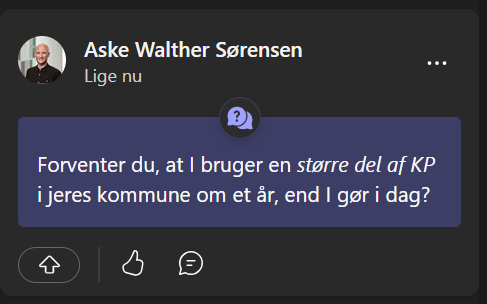 Aske Walther Sørensen
Lige nu
Forventer du, at I bruger en større del af KP
i jeres kommune om et år, end I gør i dag?